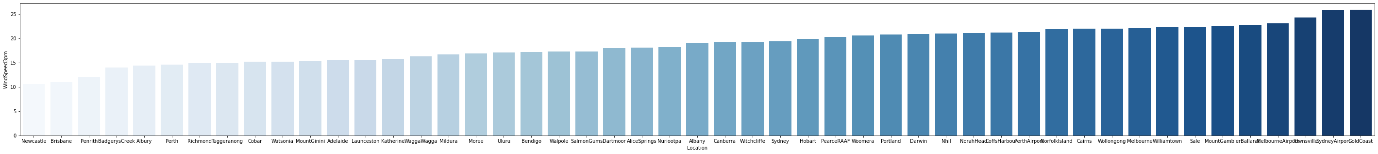 25
20
15
10
5
0
WindSpeed3pm
Newcastle Brisbane Penrith BadgerysCreek Albury Perth Richmond Tuggeranong Cobar Watsonia MountGinini Adelaide Launceston Katherine WaggaWagga Mildura Moree Uluru Bendigo Walpole SalmonGums Dartmoor AliceSprings Nuriootpa Albany Canberra Witchcliffe Sydney Hobart PearceRAAF Woomera Portland Darwin Nhil NorahHead CoffsHarbour PerthAirport NorfolkIsland Cairns Wollongong Melbourne Williamtown Sale MountGambier Ballarat MelbourneAirport Townsville SydneyAirport GoldCoast
Location